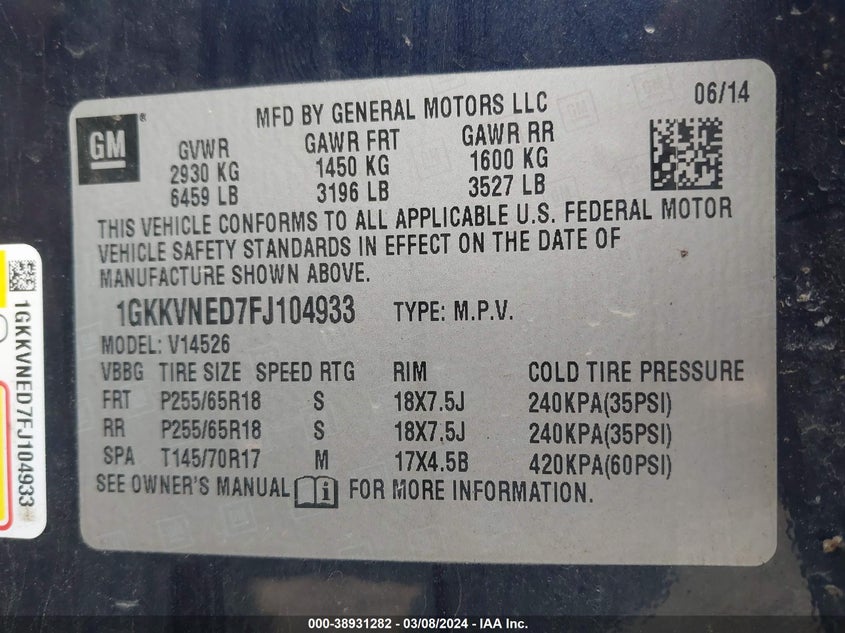 MFD BY GENERAL MOTORS LLC
06/14
GM
GVWR GAWR FRT GAWR RR
2930 KG 1450 KG 1600 KG
6459 LB 3196 LB 3527 LB
THIS VEHICLE CONFORMS TO ALL APPLICABLE U.S. FEDERAL MOTOR
VEHICLE SAFETY STANDARDS IN EFFECT ON THE DATE OF
MANUFACTURE SHOWN ABOVE.
1GKKVNED7FJ104933 TYPE: M.P.V.
MODEL: V14526
VBBG TIRE SIZE SPEED RTG RIM COLD TIRE PRESSURE
FRT P255/65R18 S 18X7.5J 240KPA(35PSI)
RR P255/65R18 S 18X7.5J 240KPA(35PSI)
SPA T145/70R17 M 17X4.5B 420KPA(60PSI)
SEE OWNER'S MANUAL i FOR MORE INFORMATION.
1GKKVNED7FJ104933
000-38931282 - 03/08/2024 - IAA Inc.